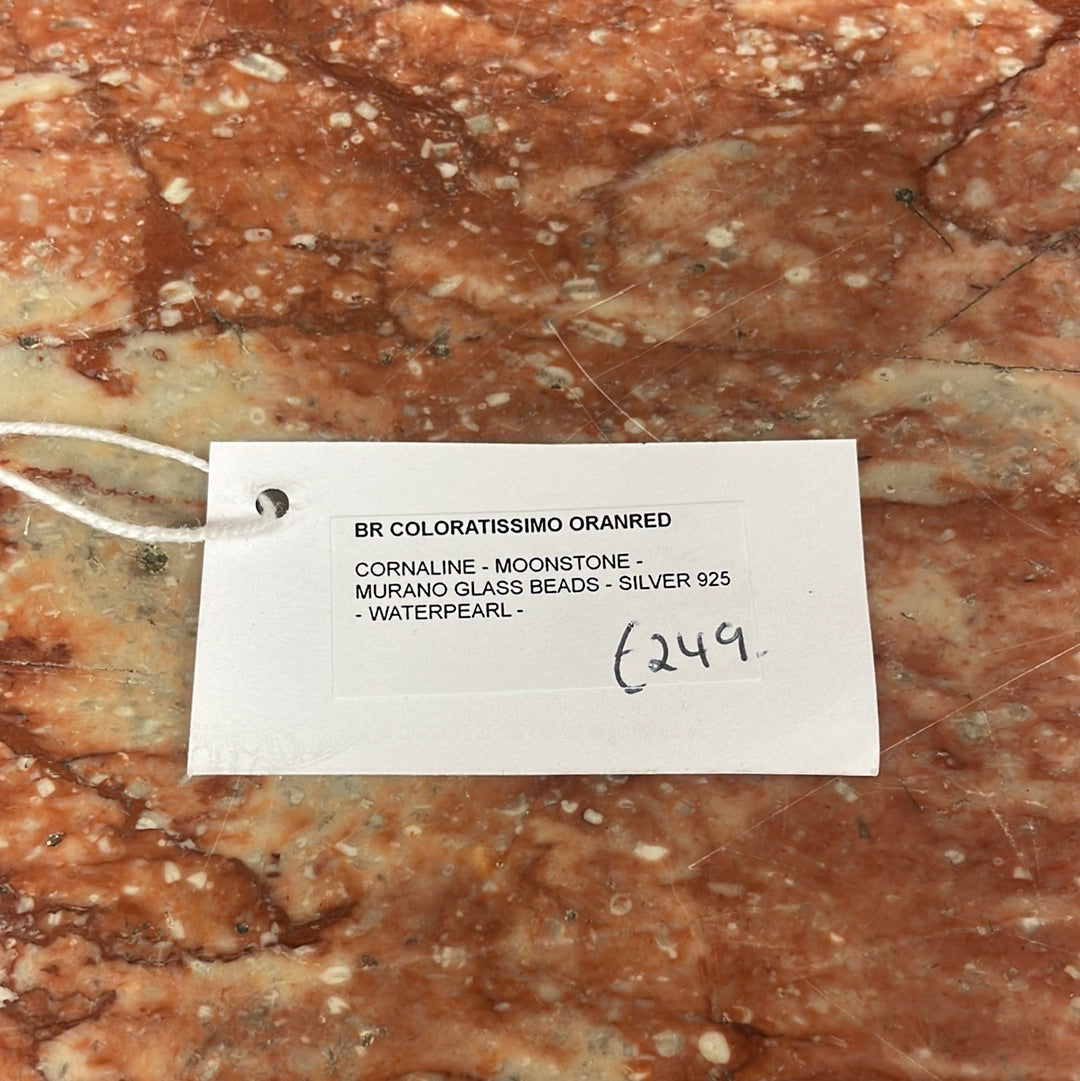 BR COLORATISSIMO ORANRED
CORNALINE - MOONSTONE -
MURANO GLASS BEADS - SILVER 925
- WATERPEARL -
€249.